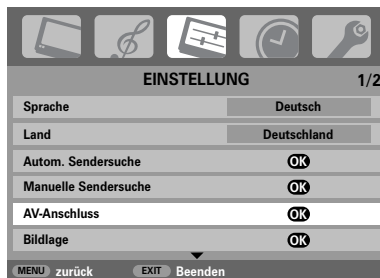 EINSTELLUNG 1/2
Sprache Deutsch
Land Deutschland
Autom. Sendersuche OK
Manuelle Sendersuche OK
AV-Anschluss OK
Bildlage OK
MENU zurück EXIT Beenden